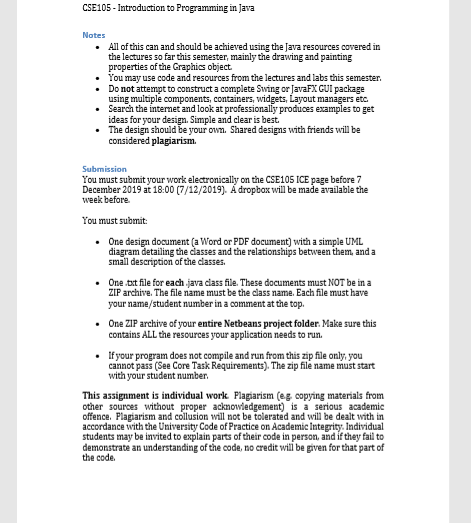 CSE105 - Introduction to Programming in Java
Notes
• All of this can and should be achieved using the Java resources covered in
the lectures so far this semester, mainly the drawing and painting
properties of the Graphics object.
• You may use code and resources from the lectures and labs this semester.
• Do not attempt to construct a complete Swing or JavaFX GUI package
using multiple components, containers, widgets, Layout managers etc.
• Search the internet and look at professionally produces examples to get
ideas for your design. Simple and clear is best.
• The design should be your own. Shared designs with friends will be
considered plagiarism.
Submission
You must submit your work electronically on the CSE105 ICE page before 7
December 2019 at 18:00 (7/12/2019). A dropbox will be made available the
week before.
You must submit:
• One design document (a Word or PDF document) with a simple UML
diagram detailing the classes and the relationships between them, and a
small description of the classes.
• One .txt file for each .java class file. These documents must NOT be in a
ZIP archive. The file name must be the class name. Each file must have
your name/student number in a comment at the top.
• One ZIP archive of your entire Netbeans project folder. Make sure this
contains ALL the resources your application needs to run.
• If your program does not compile and run from this zip file only, you
cannot pass (See Core Task Requirements). The zip file name must start
with your student number.
This assignment is individual work. Plagiarism (e.g. copying materials from
other sources without proper acknowledgement) is a serious academic
offence. Plagiarism and collusion will not be tolerated and will be dealt with in
accordance with the University Code of Practice on Academic Integrity. Individual
students may be invited to explain parts of their code in person, and if they fail to
demonstrate an understanding of the code, no credit will be given for that part of
the code.